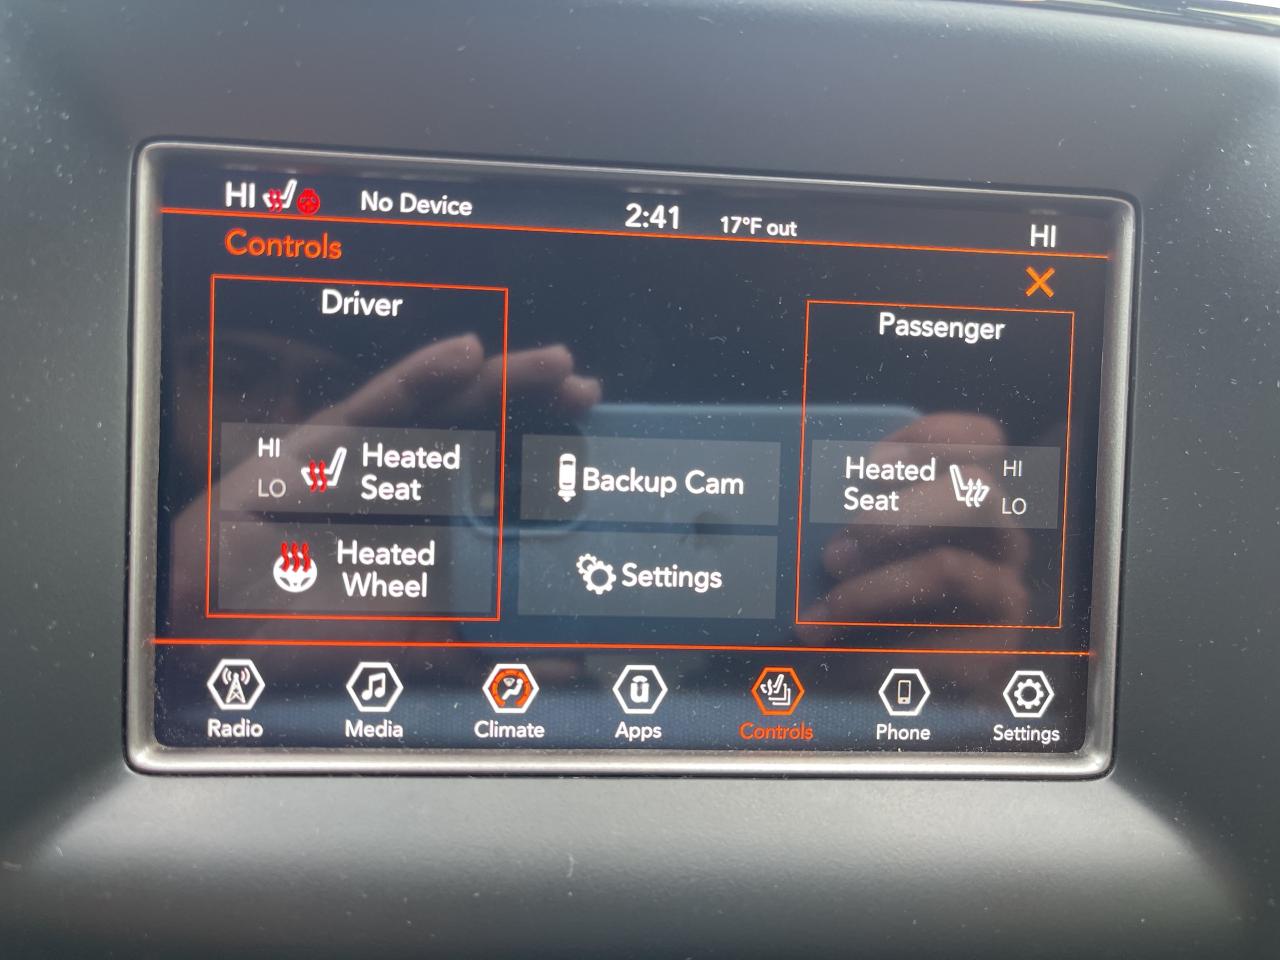 HI No Device 2:41 17°F out HI
Controls
Driver
HI
LO
Heated
Seat
Heated
Wheel
Backup Cam
Settings
Passenger
Heated
Seat
HI
LO
Radio Media Climate Apps Controls Phone Settings